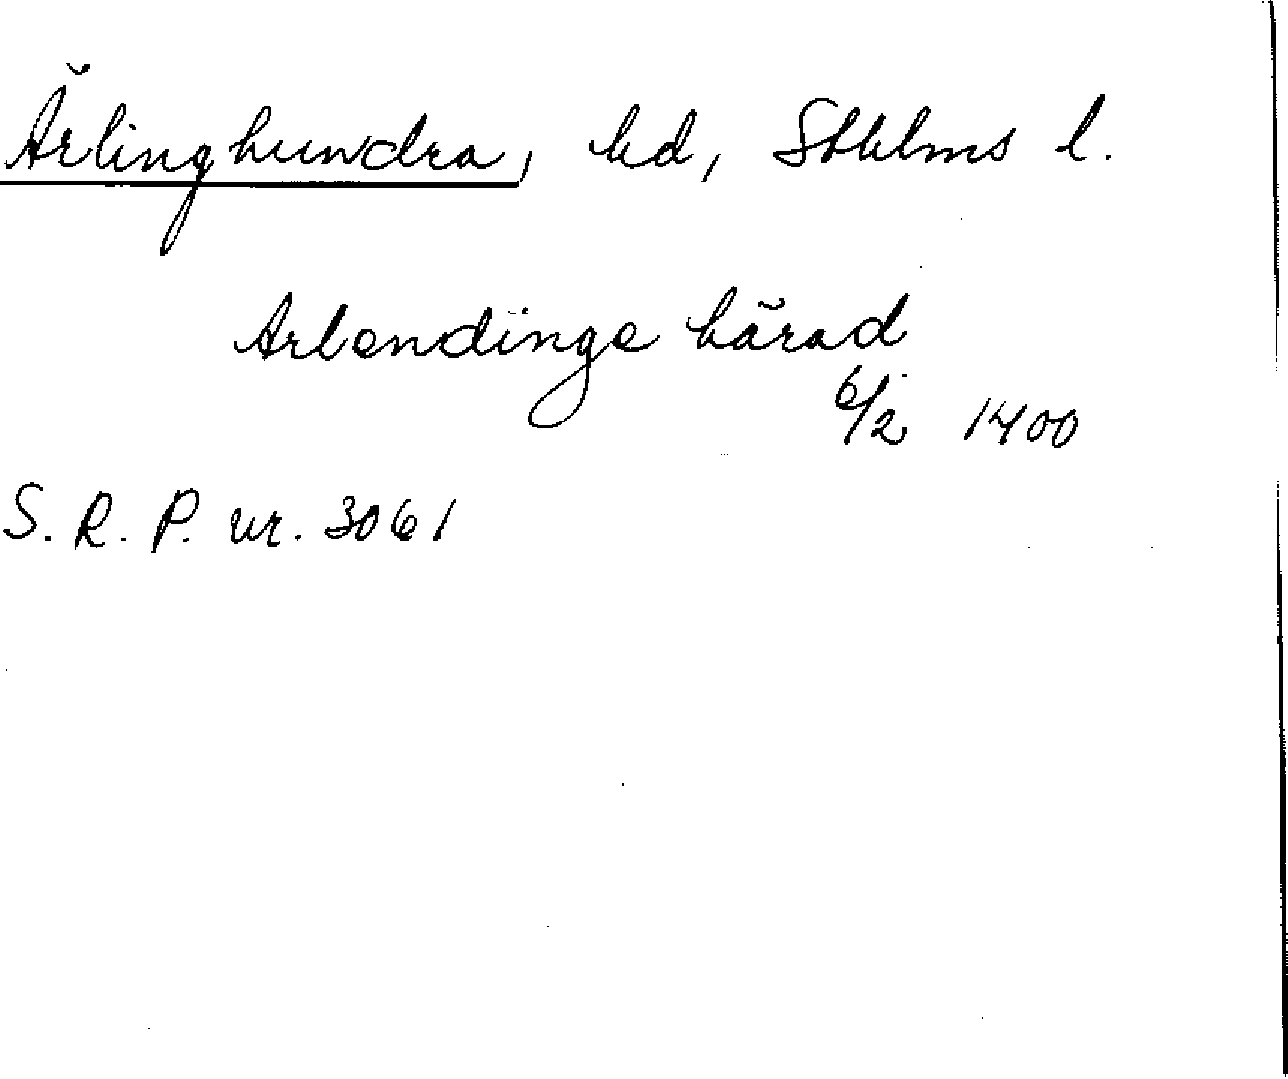 Ärlinghundra, hd, Sthlms l.
Arlendinge härad
6/2 1400
S. R. P. nr. 3061